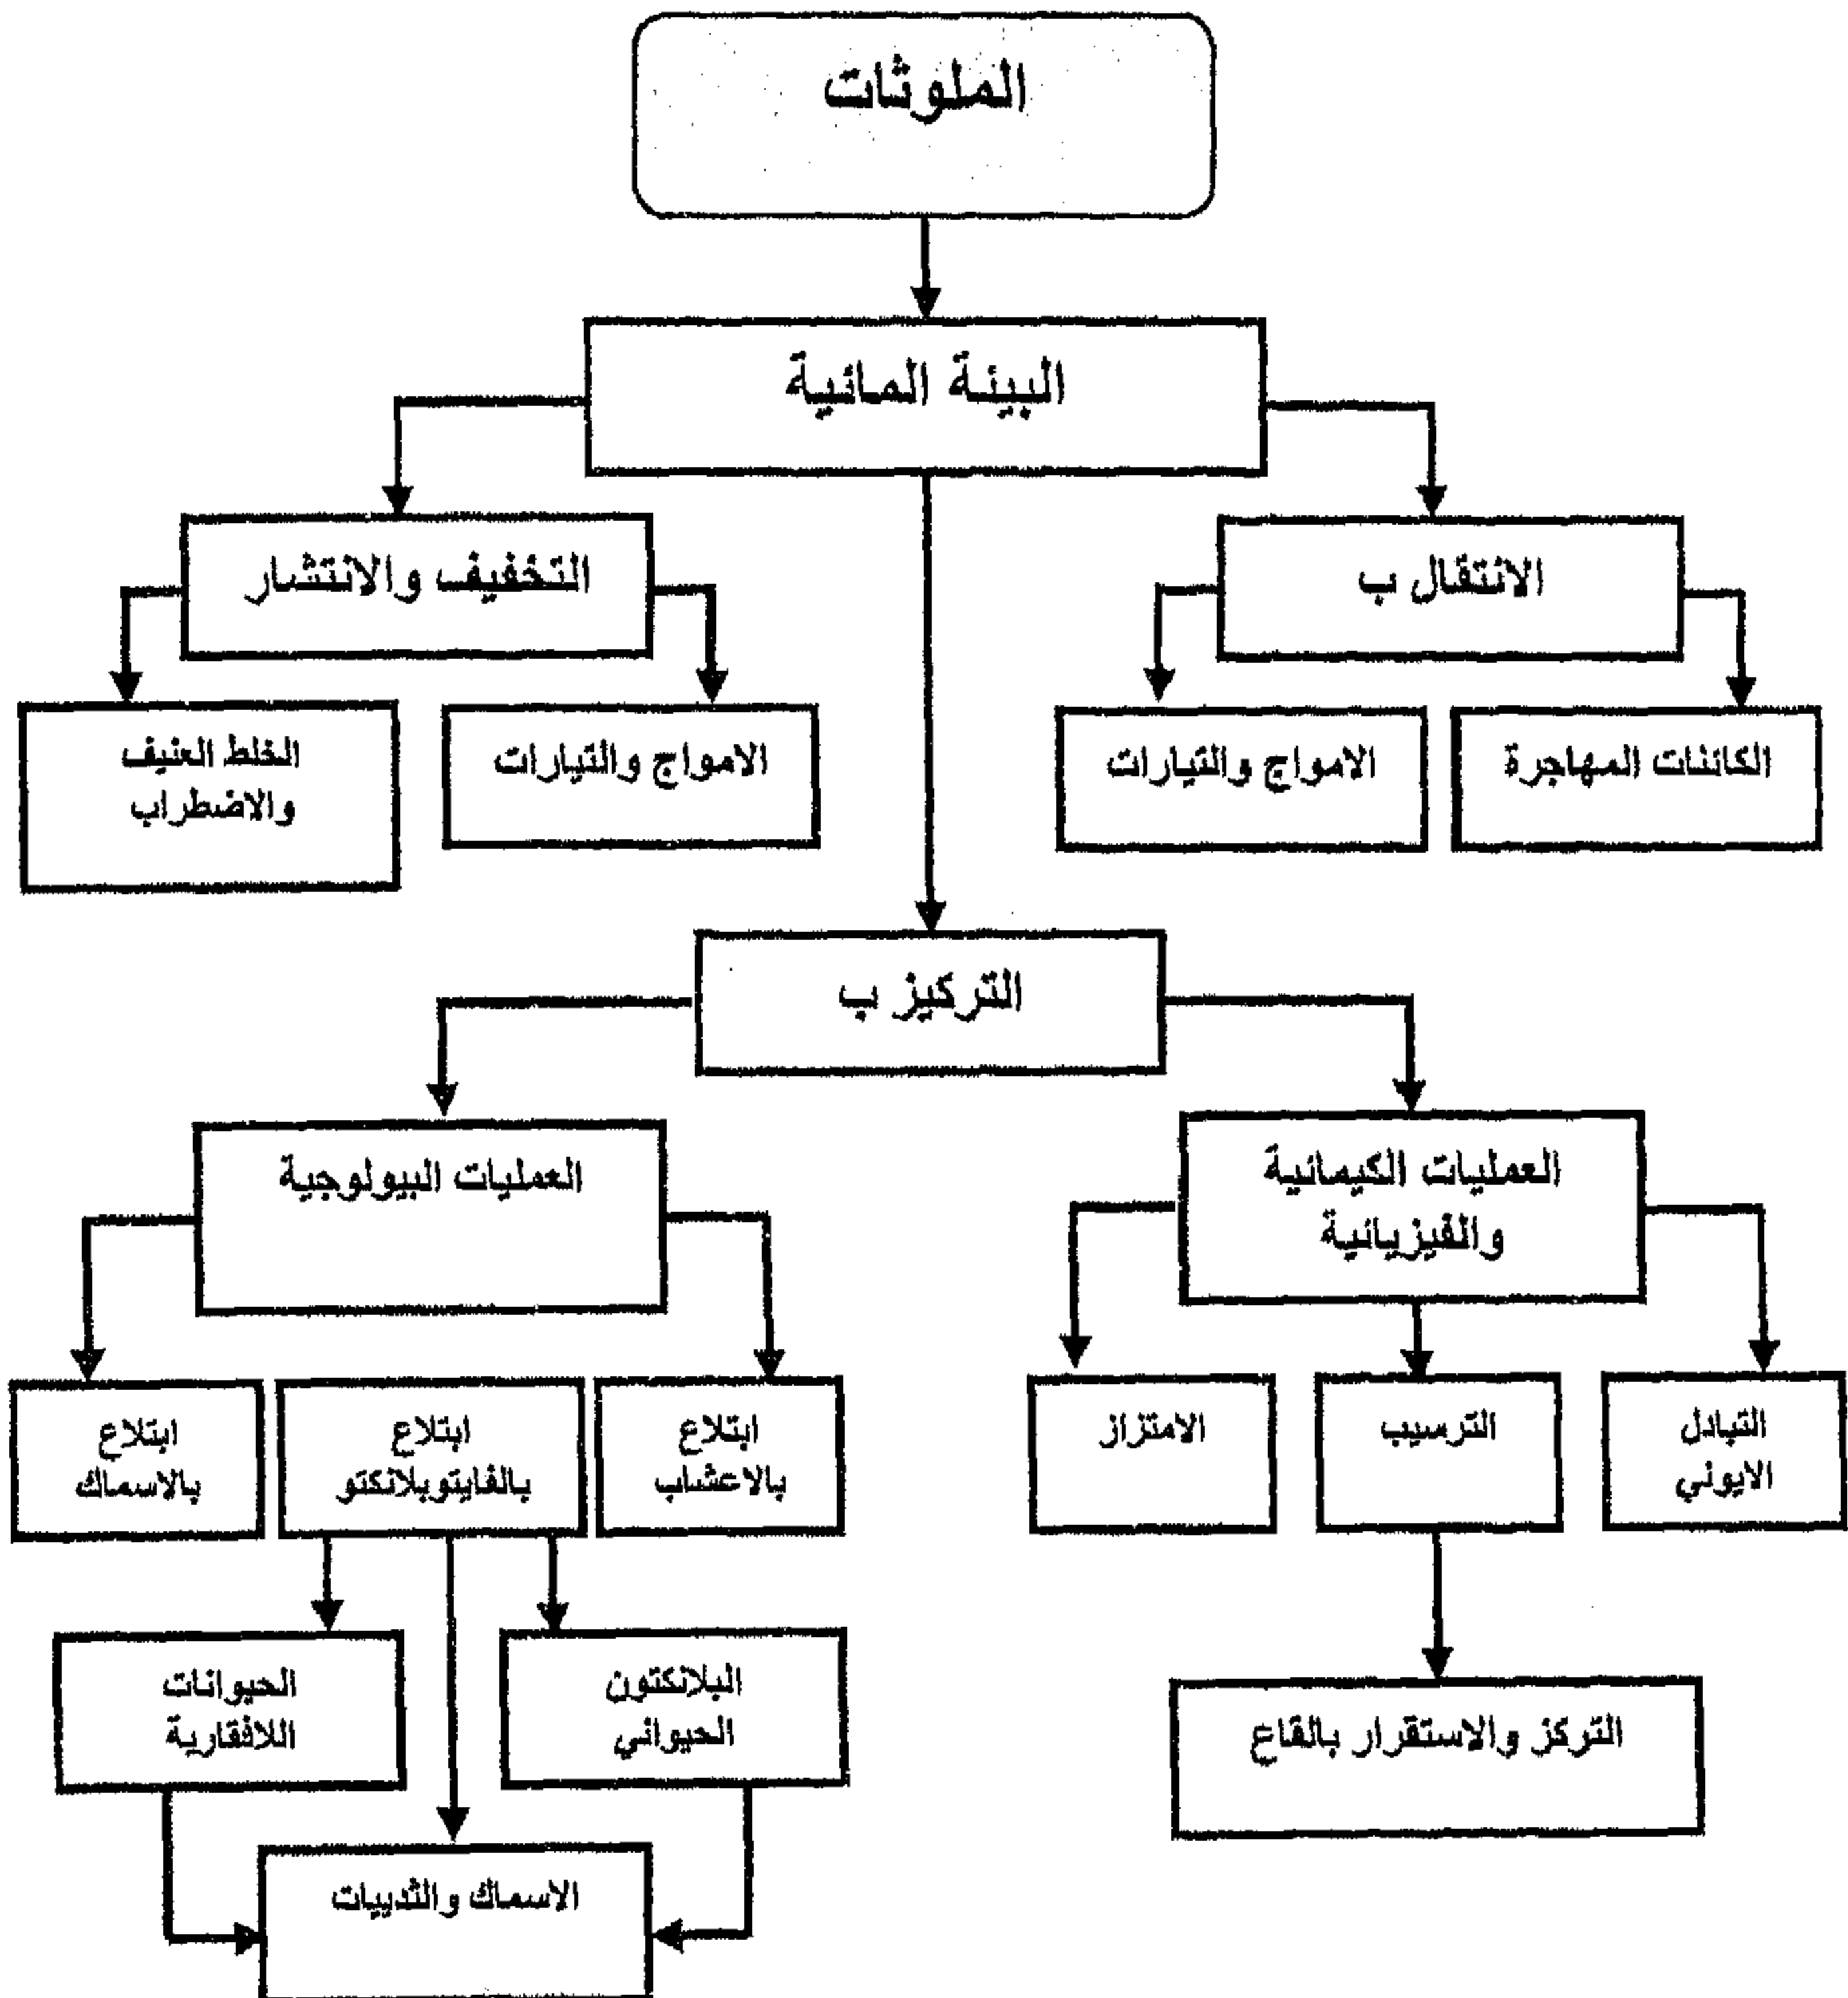 الملوثات
البيئة المائية
الانتقال ب
التخفيف والانتشار
الكائنات المهاجرة
الامواج والتيارات
الامواج والتيارات
الخلط العنيف
والاضطراب
التركيز ب
العمليات الكيمائية
والفيزيائية
العمليات البيولوجية
التبادل
الايوني
الترسيب
الامتزاز
ابتلاع
بالاعشاب
ابتلاع
بالفايتوبلانكتو
ابتلاع
بالاسماك
التركز والاستقرار بالقاع
البلانكتون
الحيواني
الحيوانات
اللافقارية
الاسماك والثدييات